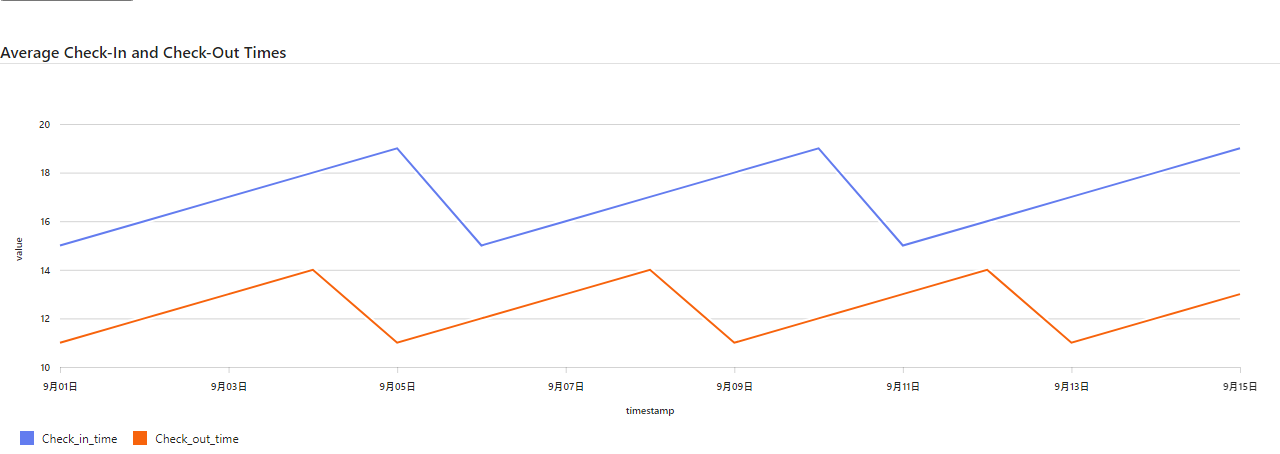 Average Check-In and Check-Out Times
20
18
16
14
12
10
value
9月01日 9月03日 9月05日 9月07日 9月09日 9月11日 9月13日 9月15日
timestamp
Check_in_time Check_out_time